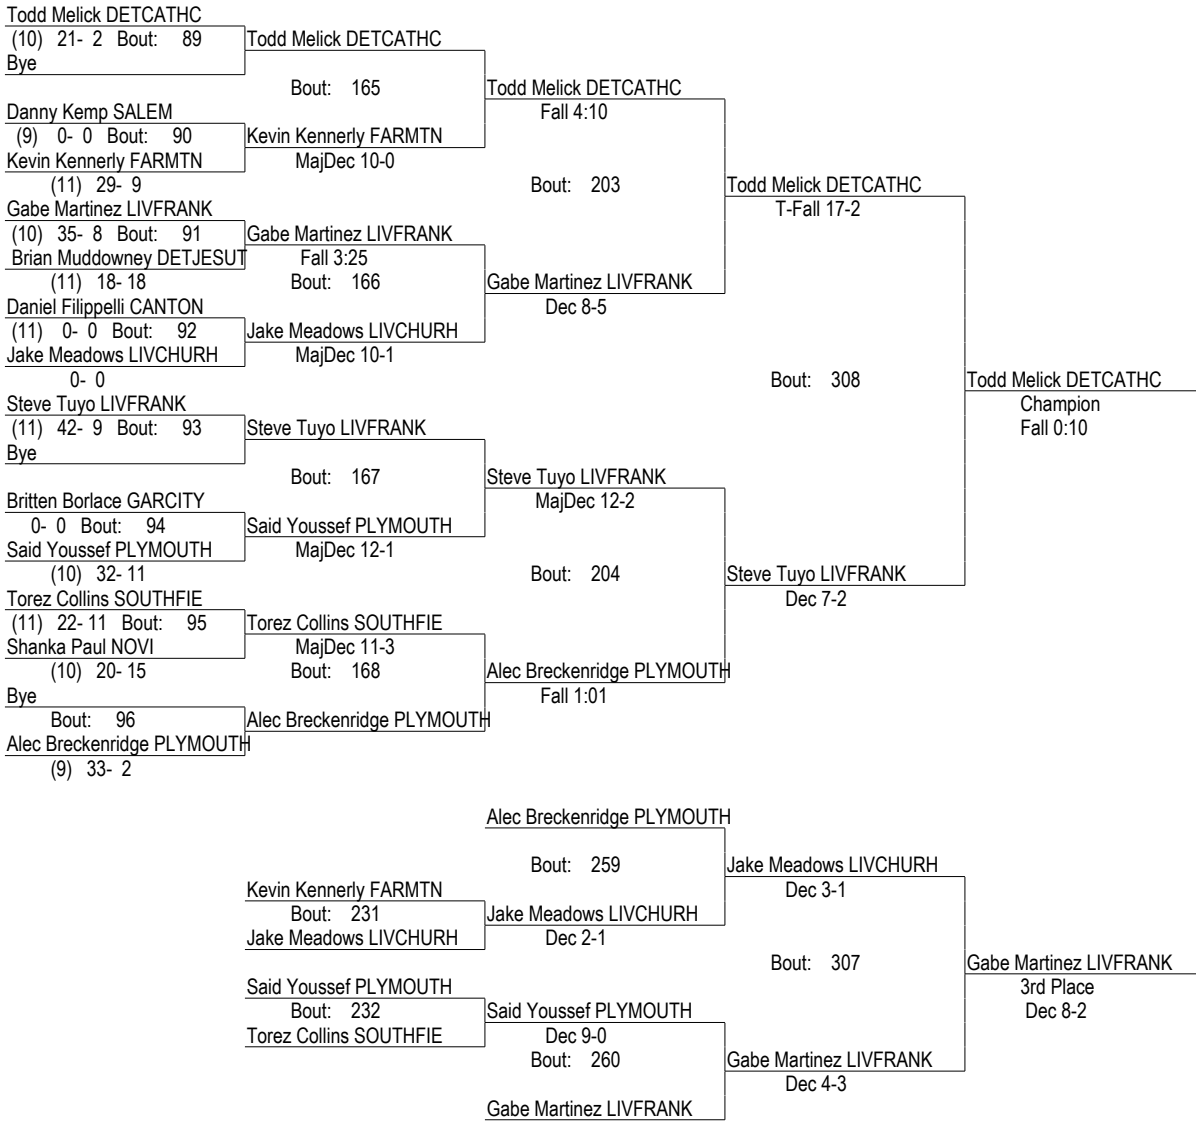 Todd Melick DETCATHC
(10) 21- 2 Bout: 89 Todd Melick DETCATHC
Bye
Bout: 165 Todd Melick DETCATHC
Danny Kemp SALEM Fall 4:10
(9) 0- 0 Bout: 90 Kevin Kennerly FARMTN
Kevin Kennerly FARMTN MajDec 10-0
(11) 29- 9 Bout: 203 Todd Melick DETCATHC
Gabe Martinez LIVFRANK T-Fall 17-2
(10) 35- 8 Bout: 91 Gabe Martinez LIVFRANK
Brian Muddowney DETJESUT Fall 3:25
(11) 18- 18 Bout: 166 Gabe Martinez LIVFRANK
Daniel Filippelli CANTON Dec 8-5
(11) 0- 0 Bout: 92 Jake Meadows LIVCHURH
Jake Meadows LIVCHURH MajDec 10-1
0- 0 Bout: 308 Todd Melick DETCATHC
Steve Tuyo LIVFRANK Champion
(11) 42- 9 Bout: 93 Steve Tuyo LIVFRANK Fall 0:10
Bye
Bout: 167 Steve Tuyo LIVFRANK
Britten Borlace GARCITY MajDec 12-2
0- 0 Bout: 94 Said Youssef PLYMOUTH
Said Youssef PLYMOUTH MajDec 12-1
(10) 32- 11 Bout: 204 Steve Tuyo LIVFRANK
Torez Collins SOUTHFIE Dec 7-2
(11) 22- 11 Bout: 95 Torez Collins SOUTHFIE
Shanka Paul NOVI MajDec 11-3
(10) 20- 15 Bout: 168 Alec Breckenridge PLYMOUTH
Bye Fall 1:01
Bout: 96 Alec Breckenridge PLYMOUTH
Alec Breckenridge PLYMOUTH
(9) 33- 2
Alec Breckenridge PLYMOUTH
Bout: 259 Jake Meadows LIVCHURH
Kevin Kennerly FARMTN Dec 3-1
Bout: 231 Jake Meadows LIVCHURH
Jake Meadows LIVCHURH Dec 2-1
Bout: 307 Gabe Martinez LIVFRANK
Said Youssef PLYMOUTH 3rd Place
Bout: 232 Said Youssef PLYMOUTH Dec 8-2
Torez Collins SOUTHFIE Dec 9-0
Bout: 260 Gabe Martinez LIVFRANK
Dec 4-3
Gabe Martinez LIVFRANK